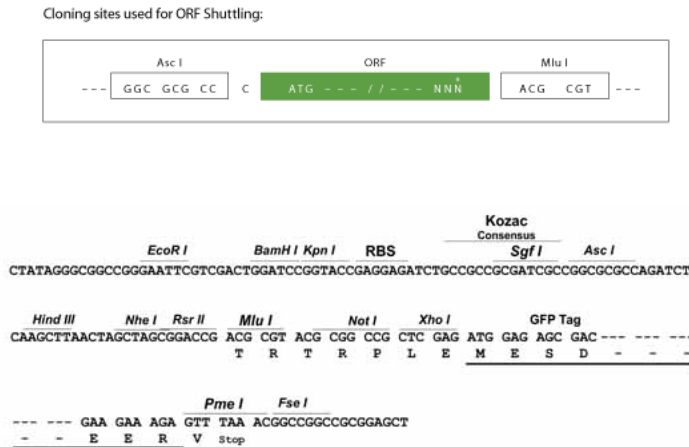 Cloning sites used for ORF Shuttling:
Asc I ORF Mlu I
--- GGC GCG CC C ATG --- // --- NNN* ACG CGT ---
Kozac
Consensus
EcoR I BamH I Kpn I RBS Sgf I Asc I
CTATAGGGCGGCCGGGAATTCGTCGACTGGATCCGGTACCGAGGAGATCTGCCGCCGCGATCGCCGGCGCGCCAGATCT
Hind III Nhe I Rsr II Mlu I Not I Xho I GFP Tag
CAAGCTTAACTAGCTAGCGGACCG ACG CGT ACG CGG CCG CTC GAG ATG GAG AGC GAC --- --- ---
T R T R P L E M E S D - - -
Pme I Fse I
--- --- GAA GAA AGA GTT TAA ACGGCCGGCCGCGGAGCT
- - E E R V Stop